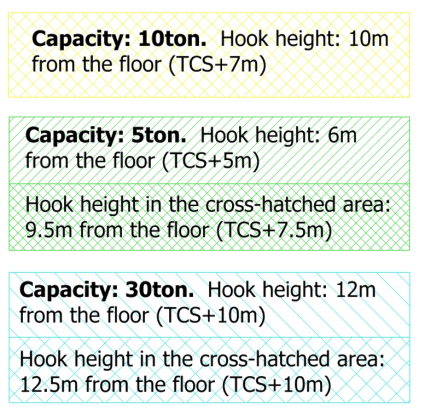 Capacity: 10ton. Hook height: 10m
from the floor (TCS+7m)
Capacity: 5ton. Hook height: 6m
from the floor (TCS+5m)
Hook height in the cross-hatched area:
9.5m from the floor (TCS+7.5m)
Capacity: 30ton. Hook height: 12m
from the floor (TCS+10m)
Hook height in the cross-hatched area:
12.5m from the floor (TCS+10m)